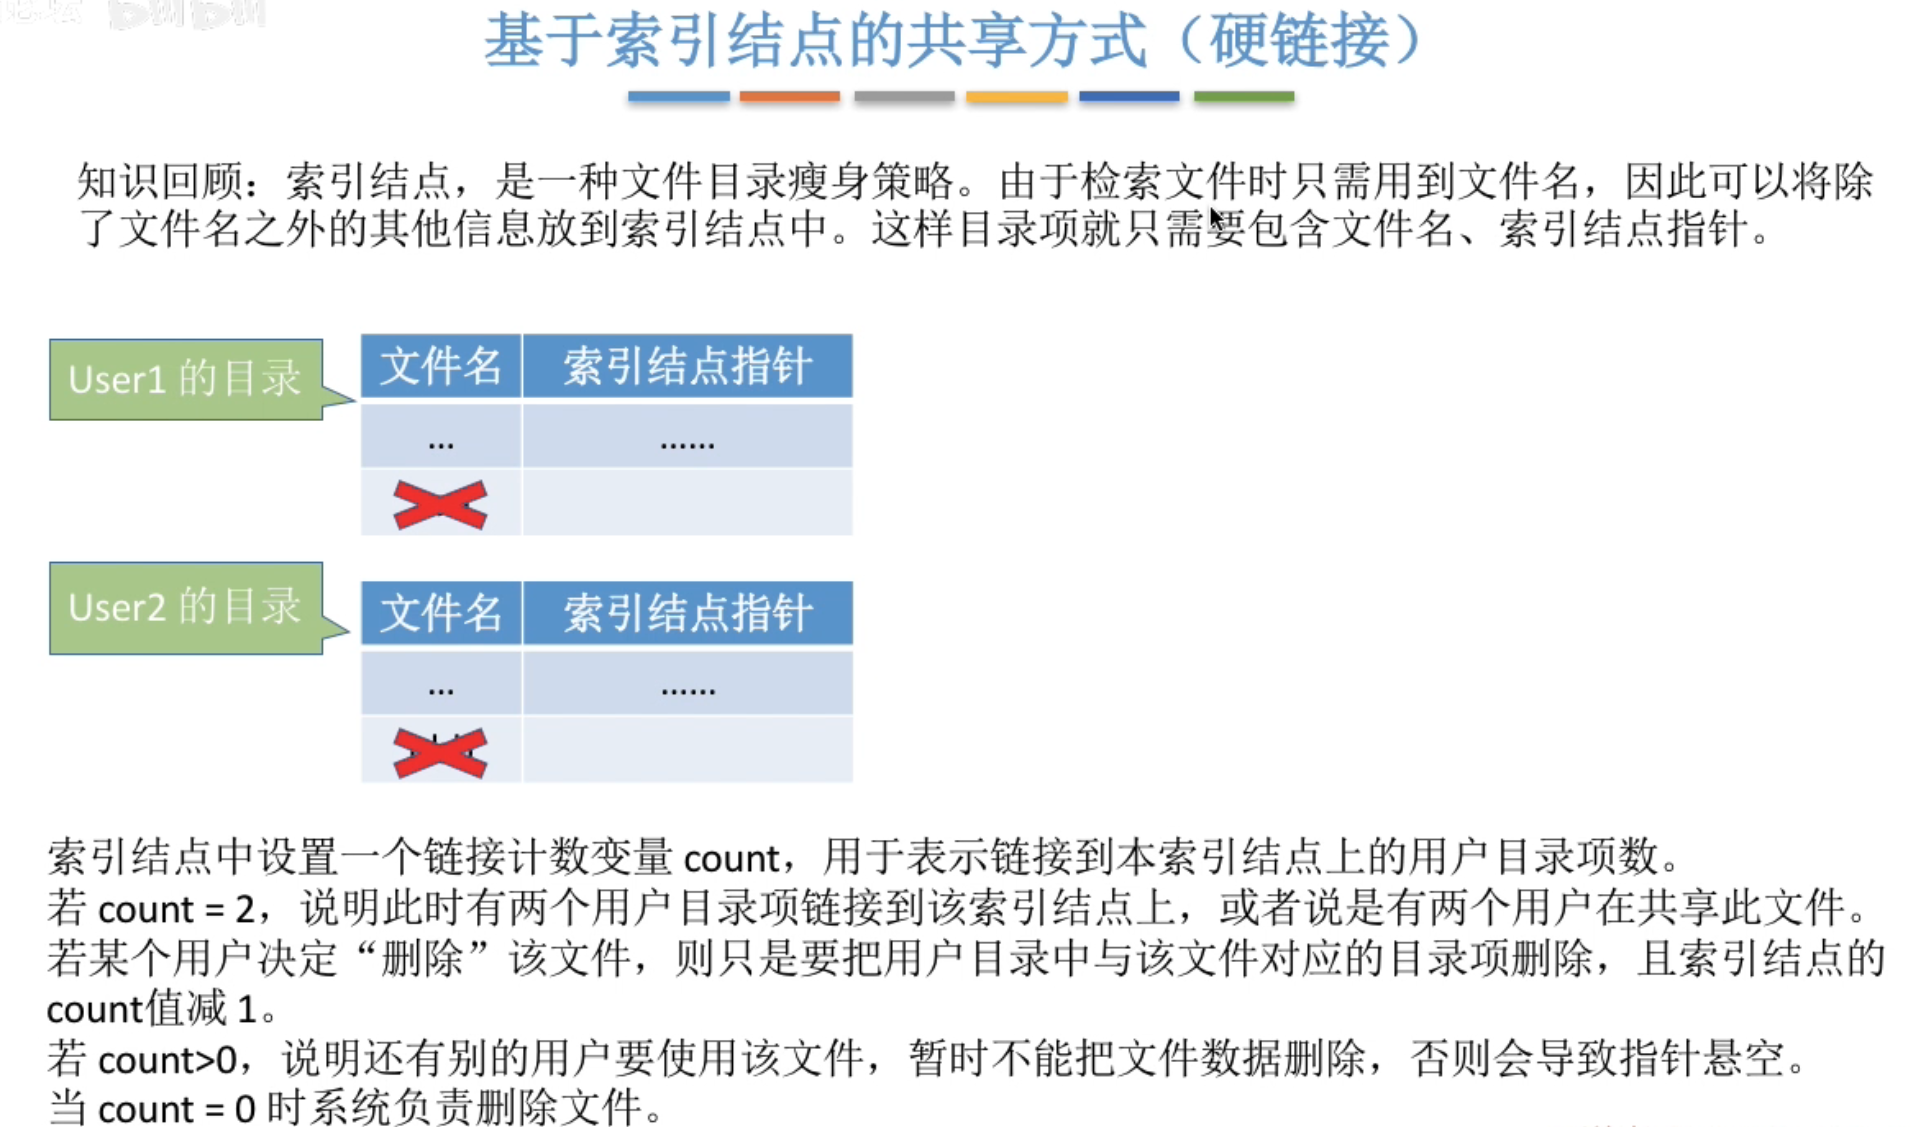 基于索引结点的共享方式（硬链接）
知识回顾：索引结点，是一种文件目录瘦身策略。由于检索文件时只需用到文件名，因此可以将除
了文件名之外的其他信息放到索引结点中。这样目录项就只需要包含文件名、索引结点指针。
User1 的目录
文件名 索引结点指针
... ......
User2 的目录
文件名 索引结点指针
... ......
索引结点中设置一个链接计数变量 count，用于表示链接到本索引结点上的用户目录项数。
若 count = 2，说明此时有两个用户目录项链接到该索引结点上，或者说是有两个用户在共享此文件。
若某个用户决定“删除”该文件，则只是要把用户目录中与该文件对应的目录项删除，且索引结点的
count值减 1。
若 count>0，说明还有别的用户要使用该文件，暂时不能把文件数据删除，否则会导致指针悬空。
当 count = 0 时系统负责删除文件。